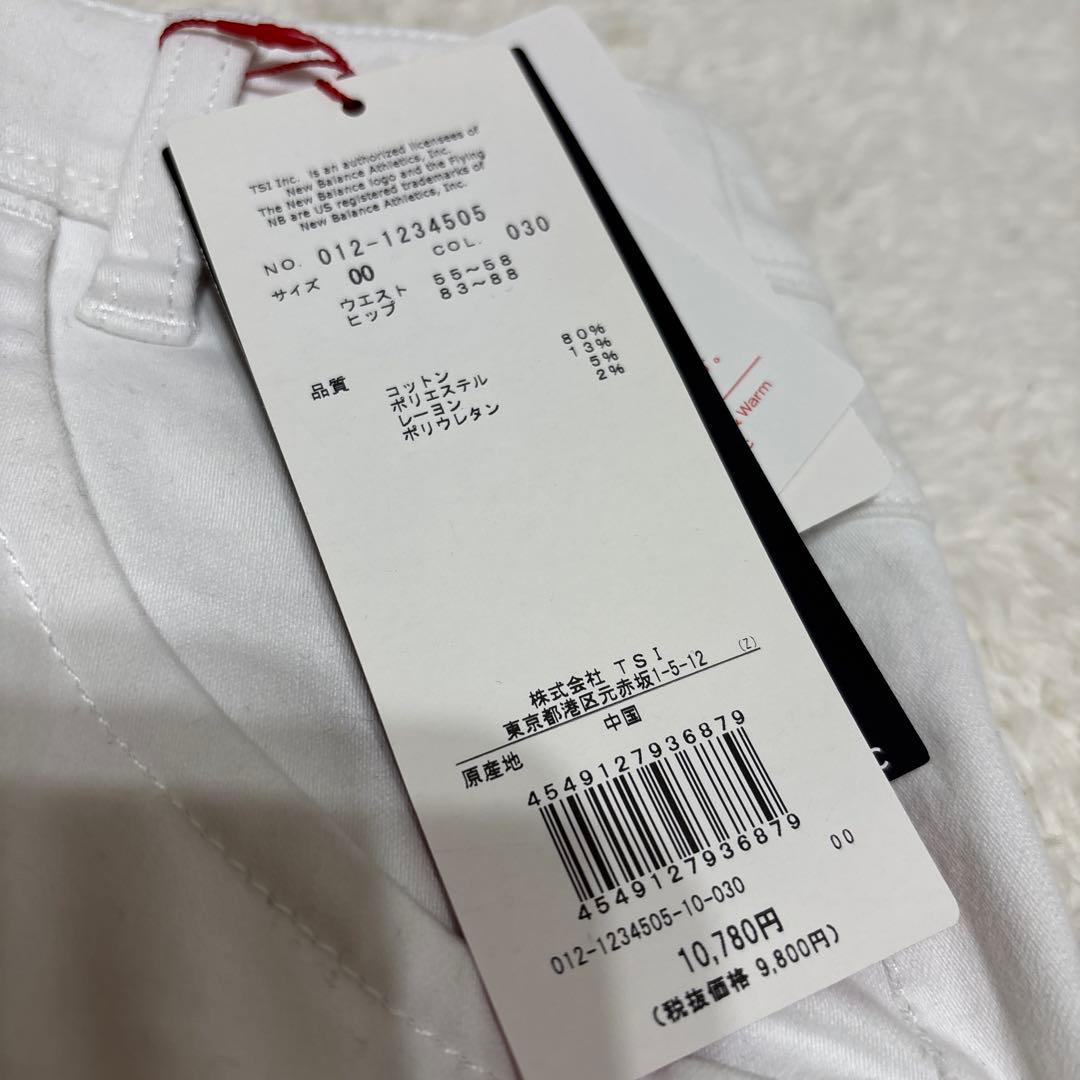 TSI Inc. is an authorized licensees of
New Balance Athletics, Inc.
The New Balance logo and the Flying
NB are US registered trademarks of
New Balance Athletics, Inc.
NO. 012-1234505 COL. 030
サイズ 00
ウエスト 55～58
ヒップ 83～88
品質 コットン 80%
ポリエステル 13%
レーヨン 5%
ポリウレタン 2%
株式会社 TSI (Z)
東京都港区元赤坂1-5-12
原産地 中国
4549127936879
4549127936879
00
012-1234505-10-030
10,780円
(税抜価格 9,800円)
Warm